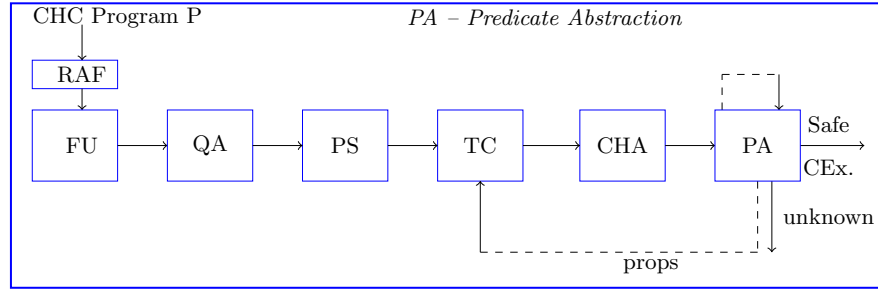 CHC Program P
PA – Predicate Abstraction
RAF
FU
QA
PS
TC
CHA
PA
Safe
CEx.
unknown
props